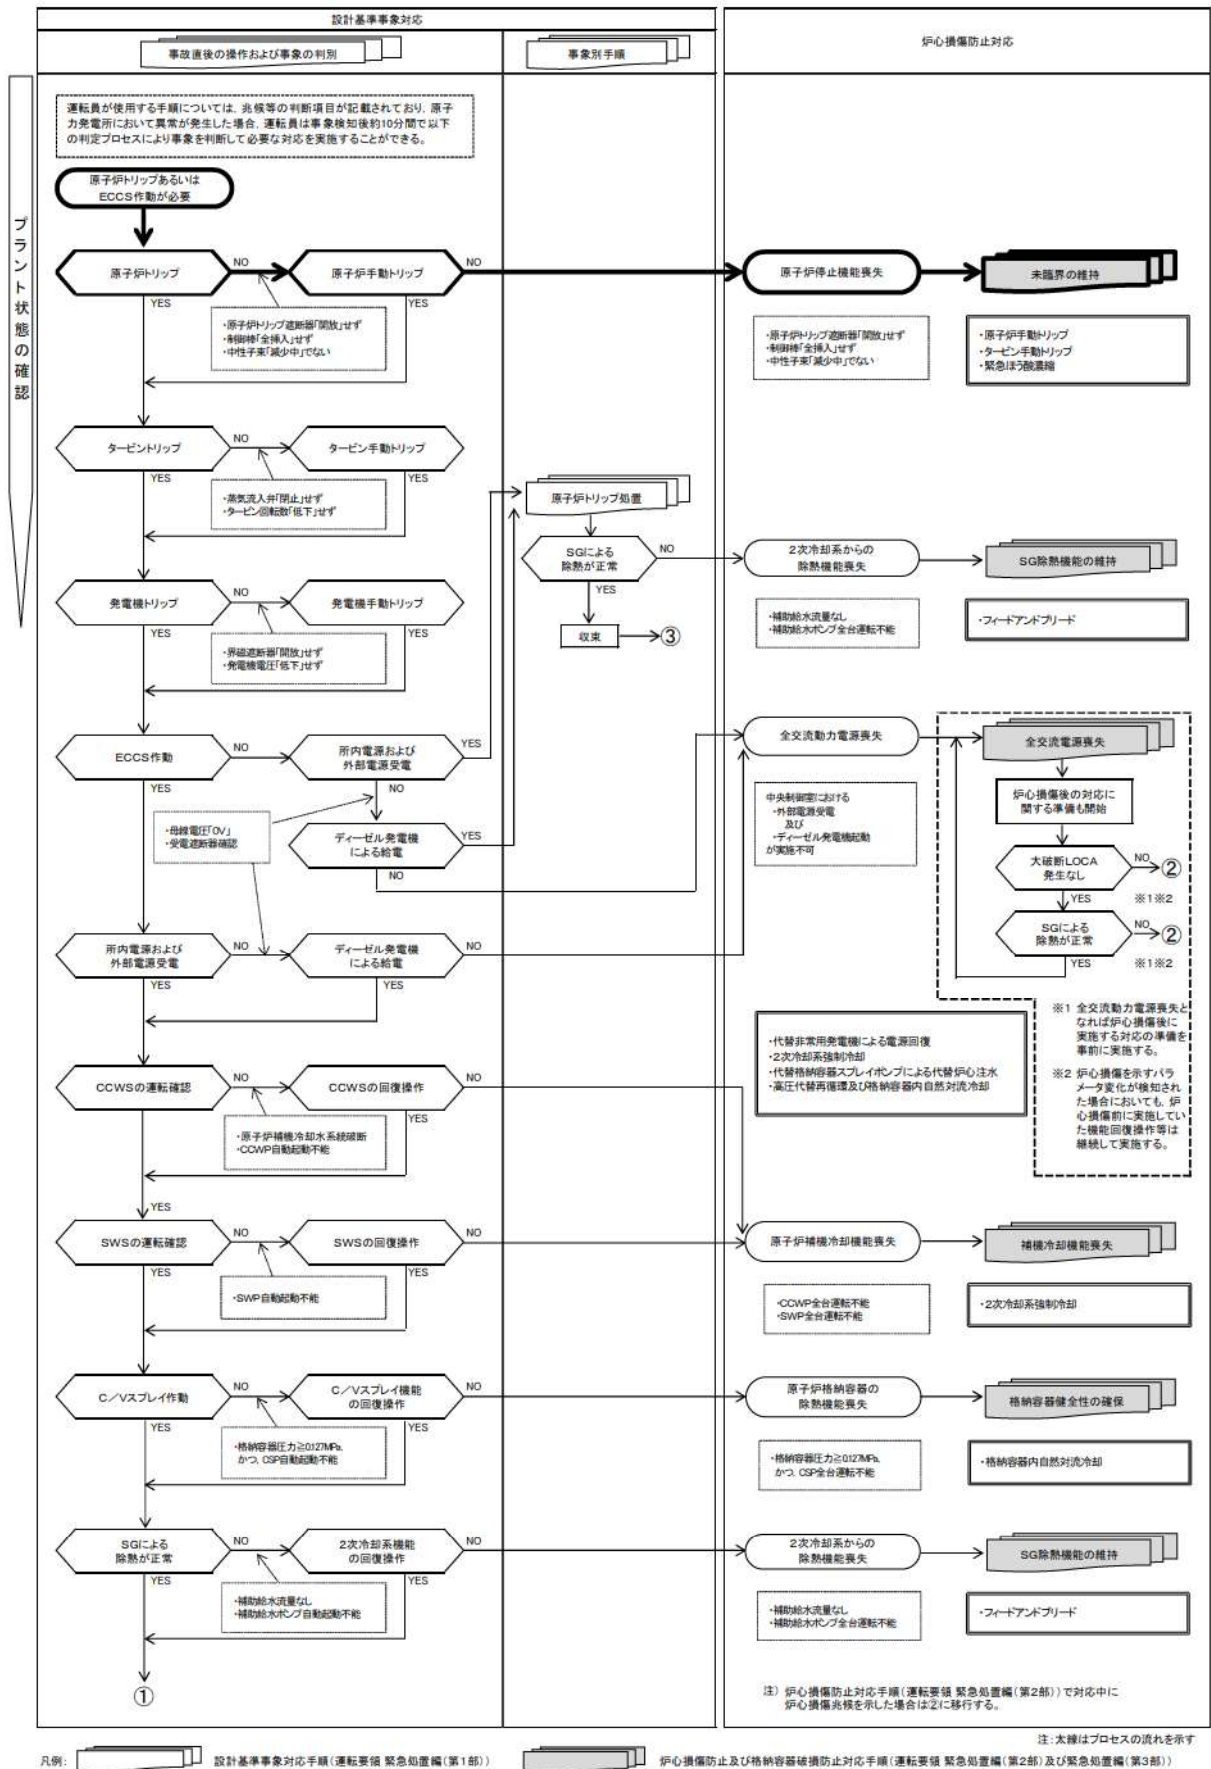 設計基準事象対応
炉心損傷防止対応
事故直後の操作および事象の判別
事象別手順
プラント状態の確認
運転員が使用する手順については，兆候等の判断項目が記載されており，原子
力発電所において異常が発生した場合，運転員は事象検知後約10分間で以下
の判定プロセスにより事象を判断して必要な対応を実施することができる。
原子炉トリップあるいは
ECCS作動が必要
原子炉トリップ
NO
原子炉手動トリップ
NO
原子炉停止機能喪失
未臨界の維持
YES
YES
・原子炉トリップ遮断器「開放」せず
・制御棒「全挿入」せず
・中性子束「減少中」でない
・原子炉トリップ遮断器「開放」せず
・制御棒「全挿入」せず
・中性子束「減少中」でない
・原子炉手動トリップ
・タービン手動トリップ
・緊急ほう酸濃縮
タービントリップ
NO
タービン手動トリップ
YES
YES
・蒸気流入弁「閉止」せず
・タービン回転数「低下」せず
原子炉トリップ処置
SGによる
除熱が正常
NO
YES
収束
③
2次冷却系からの
除熱機能喪失
SG除熱機能の維持
・補助給水流量なし
・補助給水ポンプ全台運転不能
・フィードアンドブリード
発電機トリップ
NO
発電機手動トリップ
YES
YES
・界磁遮断器「開放」せず
・発電機電圧「低下」せず
ECCS作動
NO
所内電源および
外部電源受電
YES
YES
NO
・母線電圧「0V」
・受電遮断器確認
ディーゼル発電機
による給電
YES
NO
全交流動力電源喪失
全交流電源喪失
中央制御室における
・外部電源受電
及び
・ディーゼル発電機起動
が実施不可
炉心損傷後の対応に
関する準備も開始
大破断LOCA
発生なし
NO
②
YES
※1※2
SGによる
除熱が正常
NO
②
YES
※1※2
所内電源および
外部電源受電
NO
ディーゼル発電機
による給電
NO
YES
YES
※1 全交流動力電源喪失と
なれば炉心損傷後に
実施する対応の準備を
事前に実施する。
※2 炉心損傷を示すパラ
メータ変化が検知され
た場合においても，炉
心損傷前に実施してい
た機能回復操作等は
継続して実施する。
・代替非常用発電機による電源回復
・2次冷却系強制冷却
・代替格納容器スプレイポンプによる代替炉心注水
・高圧代替再循環及び格納容器内自然対流冷却
CCWSの運転確認
NO
CCWSの回復操作
NO
YES
・原子炉補機冷却水系統破断
・CCWP自動起動不能
YES
SWSの運転確認
NO
SWSの回復操作
NO
原子炉補機冷却機能喪失
補機冷却機能喪失
YES
YES
・SWP自動起動不能
・CCWP全台運転不能
・SWP全台運転不能
・2次冷却系強制冷却
C／Vスプレイ作動
NO
C／Vスプレイ機能
の回復操作
NO
原子炉格納容器の
除熱機能喪失
格納容器健全性の確保
YES
YES
・格納容器圧力≧0.127MPa，
かつ，CSP自動起動不能
・格納容器圧力≧0.127MPa，
かつ，CSP全台運転不能
・格納容器内自然対流冷却
SGによる
除熱が正常
NO
2次冷却系機能
の回復操作
NO
2次冷却系からの
除熱機能喪失
SG除熱機能の維持
YES
YES
・補助給水流量なし
・補助給水ポンプ自動起動不能
・補助給水流量なし
・補助給水ポンプ全台運転不能
・フィードアンドブリード
①
注） 炉心損傷防止対応手順（運転要領 緊急処置編（第2部））で対応中に
炉心損傷兆候を示した場合は②に移行する。
注：太線はプロセスの流れを示す
凡例：
設計基準事象対応手順（運転要領 緊急処置編（第1部））
炉心損傷防止及び格納容器破損防止対応手順（運転要領 緊急処置編（第2部）及び緊急処置編（第3部））